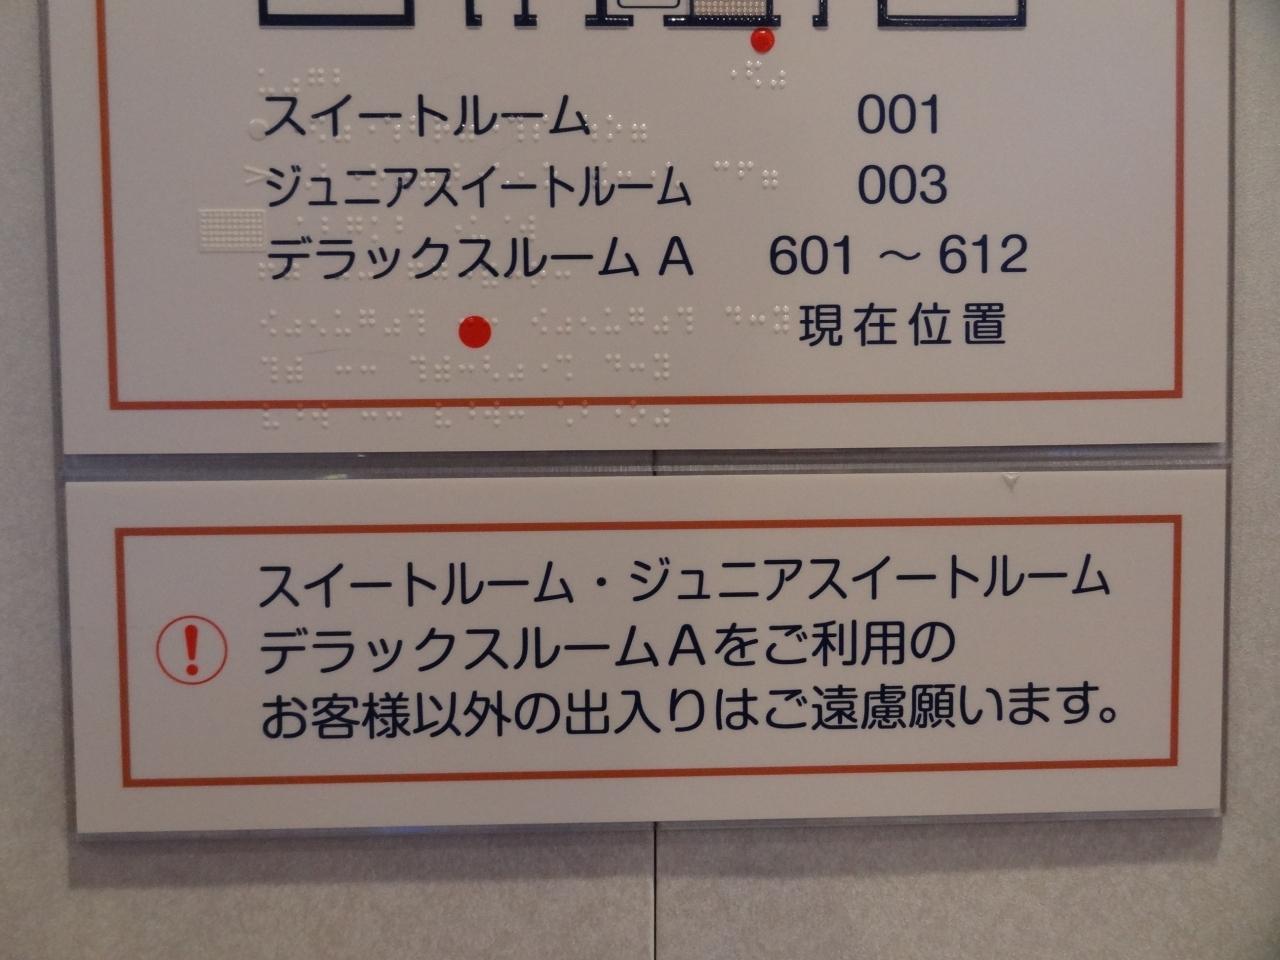 スイートルーム 001
ジュニアスイートルーム 003
デラックスルーム A 601 ～ 612
現在位置
スイートルーム・ジュニアスイートルーム
デラックスルームAをご利用の
お客様以外の出入りはご遠慮願います。